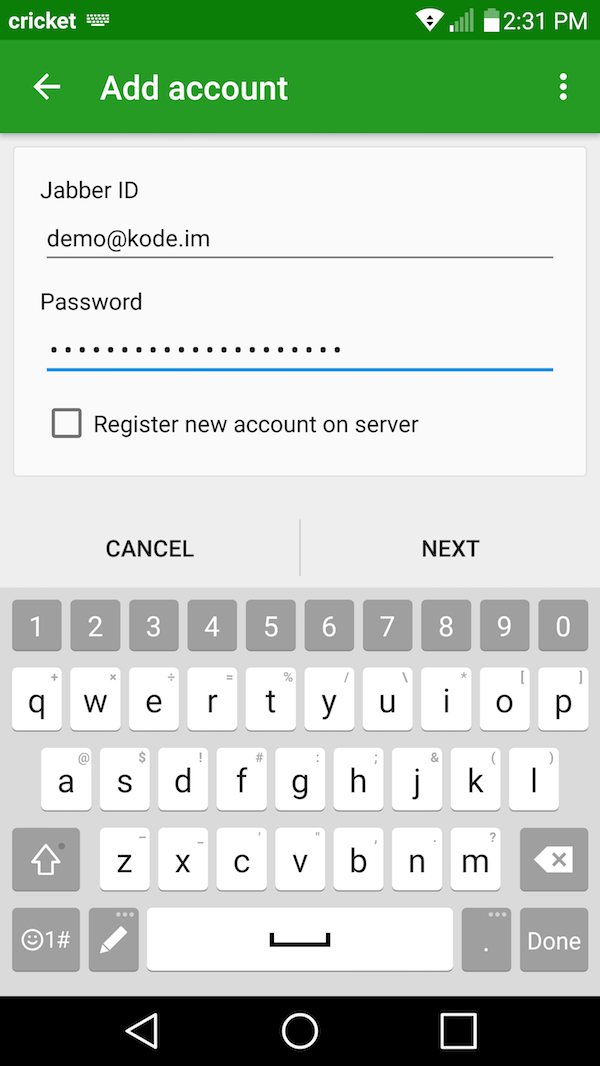 cricket 2:31 PM
Add account
Jabber ID
demo@kode.im
Password
•••••••••••••••••••••
Register new account on server
CANCEL NEXT
1 2 3 4 5 6 7 8 9 0
+ × ÷ = % / \ * [ ]
q w e r t y u i o p
@ $ ! # : ; & ( )
a s d f g h j k l
– _ ' " , . ?
z x c v b n m
1# . Done